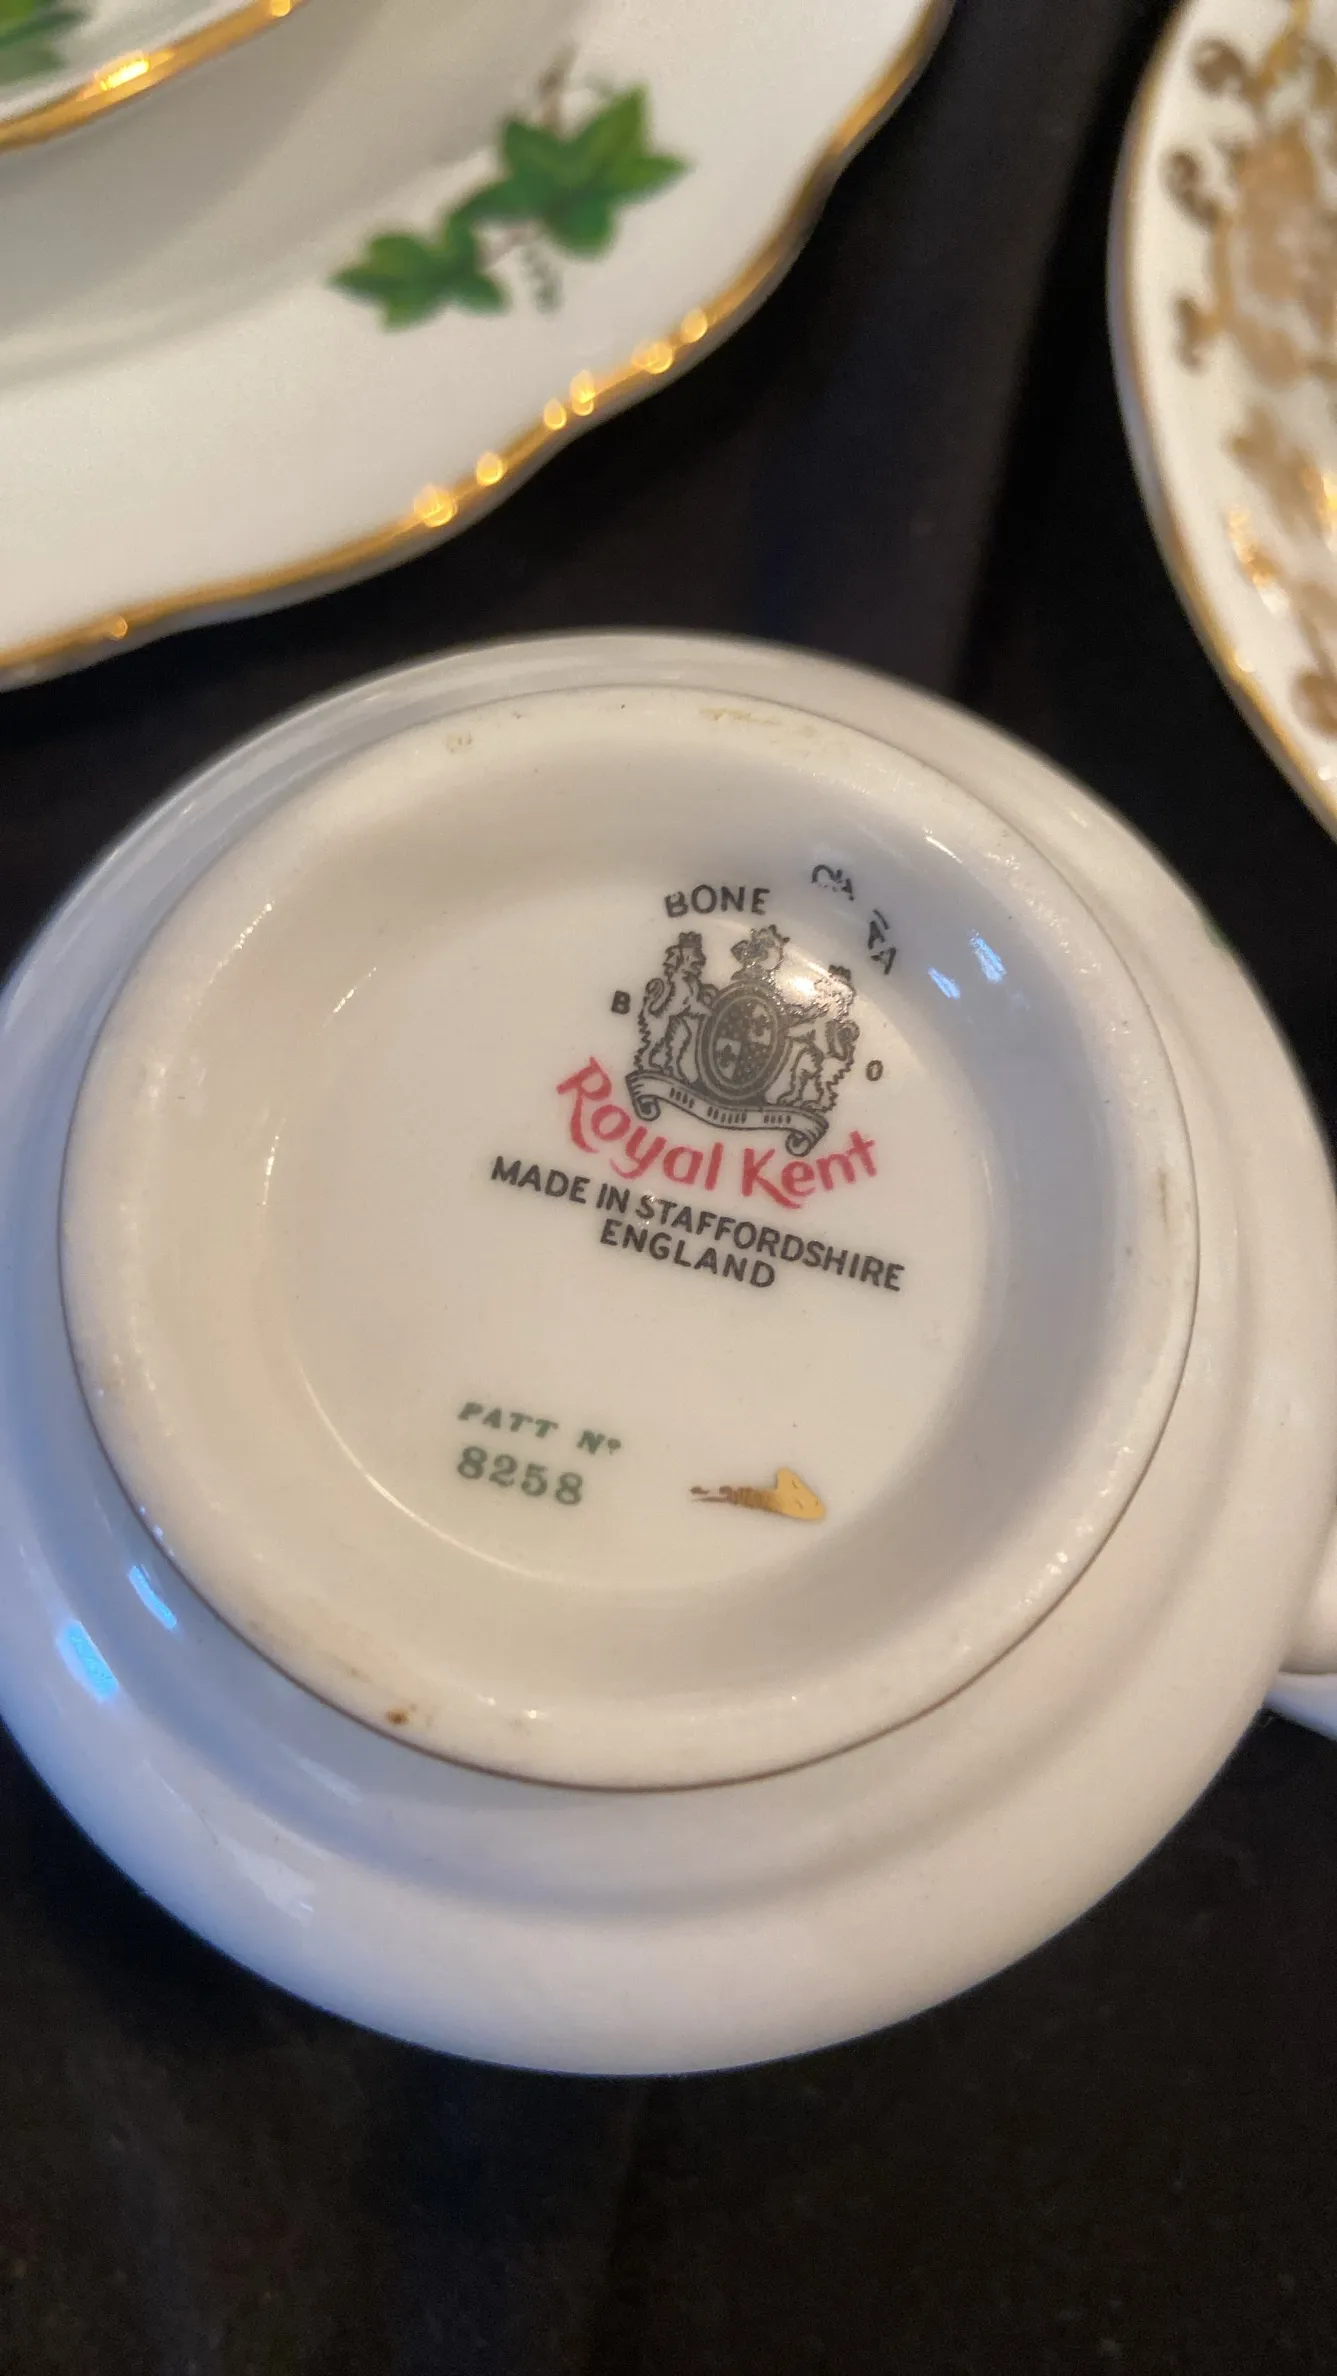 BONE
B
O
Royal Kent
MADE IN STAFFORDSHIRE
ENGLAND
PATT Nº
8258